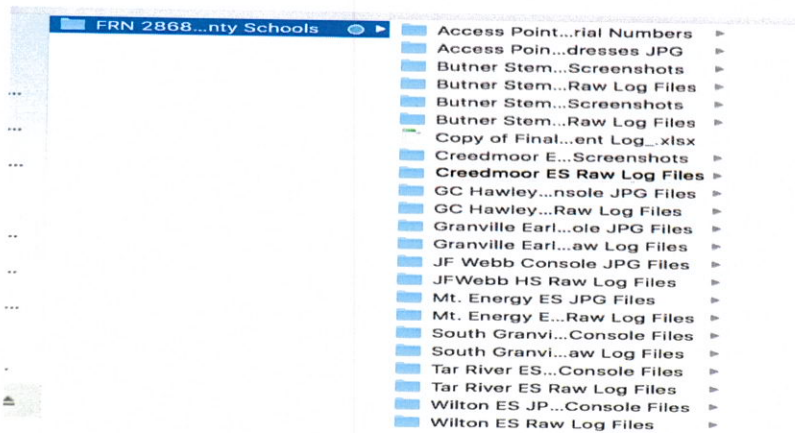 FRN 2868...nty Schools
Access Point...rial Numbers
Access Poin...dresses JPG
Butner Stem...Screenshots
Butner Stem...Raw Log Files
Butner Stem...Screenshots
Butner Stem...Raw Log Files
Copy of Final...ent Log_.xlsx
Creedmoor E...Screenshots
Creedmoor ES Raw Log Files
GC Hawley...nsole JPG Files
GC Hawley...Raw Log Files
Granville Earl...ole JPG Files
Granville Earl...aw Log Files
JF Webb Console JPG Files
JFWebb HS Raw Log Files
Mt. Energy ES JPG Files
Mt. Energy E...Raw Log Files
South Granvi...Console Files
South Granvi...aw Log Files
Tar River ES...Console Files
Tar River ES Raw Log Files
Wilton ES JP...Console Files
Wilton ES Raw Log Files